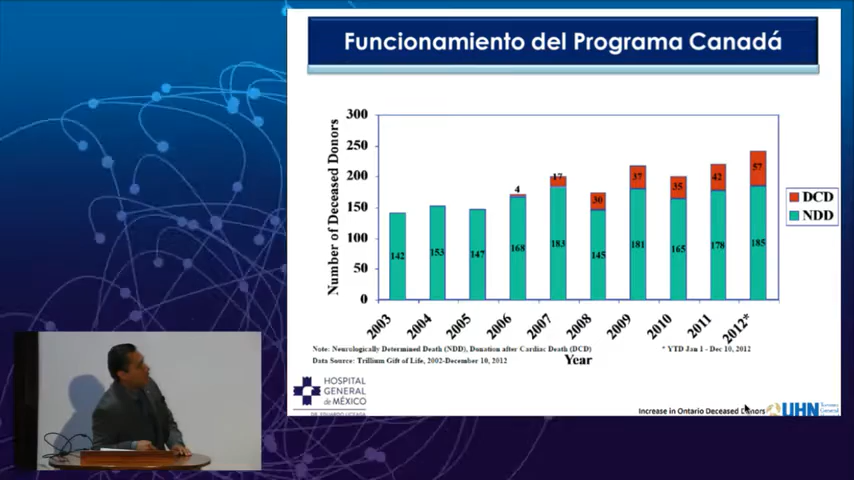 Funcionamiento del Programa Canadá
Number of Deceased Donors
300
250
200
150
100
50
0
142
153
147
168
4
183
17
145
30
181
37
165
35
178
42
185
57
DCD
NDD
2003
2004
2005
2006
2007
2008
2009
2010
2011
2012*
Year
Note: Neurologically Determined Death (NDD), Donation after Cardiac Death (DCD)
* YTD Jan 1 - Dec 10, 2012
Data Source: Trillium Gift of Life, 2002-December 10, 2012
HOSPITAL
GENERAL
de MÉXICO
Increase in Ontario Deceased Donors
UHN
Toronto
General